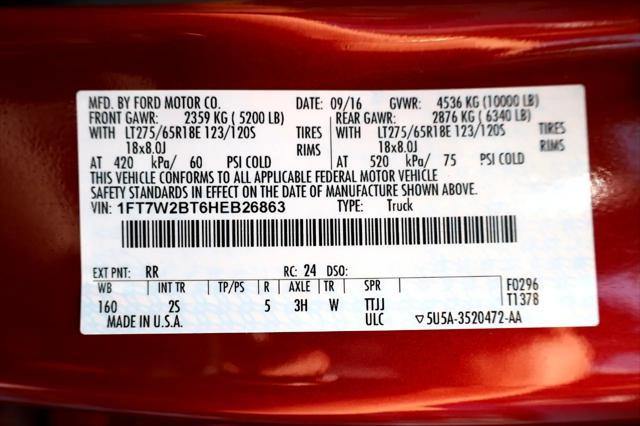 MFD. BY FORD MOTOR CO. DATE: 09/16 GVWR: 4536 KG (10000 LB)
FRONT GAWR: 2359 KG ( 5200 LB) REAR GAWR: 2876 KG ( 6340 LB)
WITH LT275/65R18E 123/120S TIRES WITH LT275/65R18E 123/120S TIRES
18x8.0J RIMS 18x8.0J RIMS
AT 420 kPa/ 60 PSI COLD AT 520 kPa/ 75 PSI COLD
THIS VEHICLE CONFORMS TO ALL APPLICABLE FEDERAL MOTOR VEHICLE
SAFETY STANDARDS IN EFFECT ON THE DATE OF MANUFACTURE SHOWN ABOVE.
VIN: 1FT7W2BT6HEB26863 TYPE: Truck
EXT PNT: RR RC: 24 DSO:
WB INT TR TP/PS R AXLE TR SPR F0296
160 2S 5 3H W TTJJ T1378
MADE IN U.S.A. ULC ▽5U5A-3520472-AA